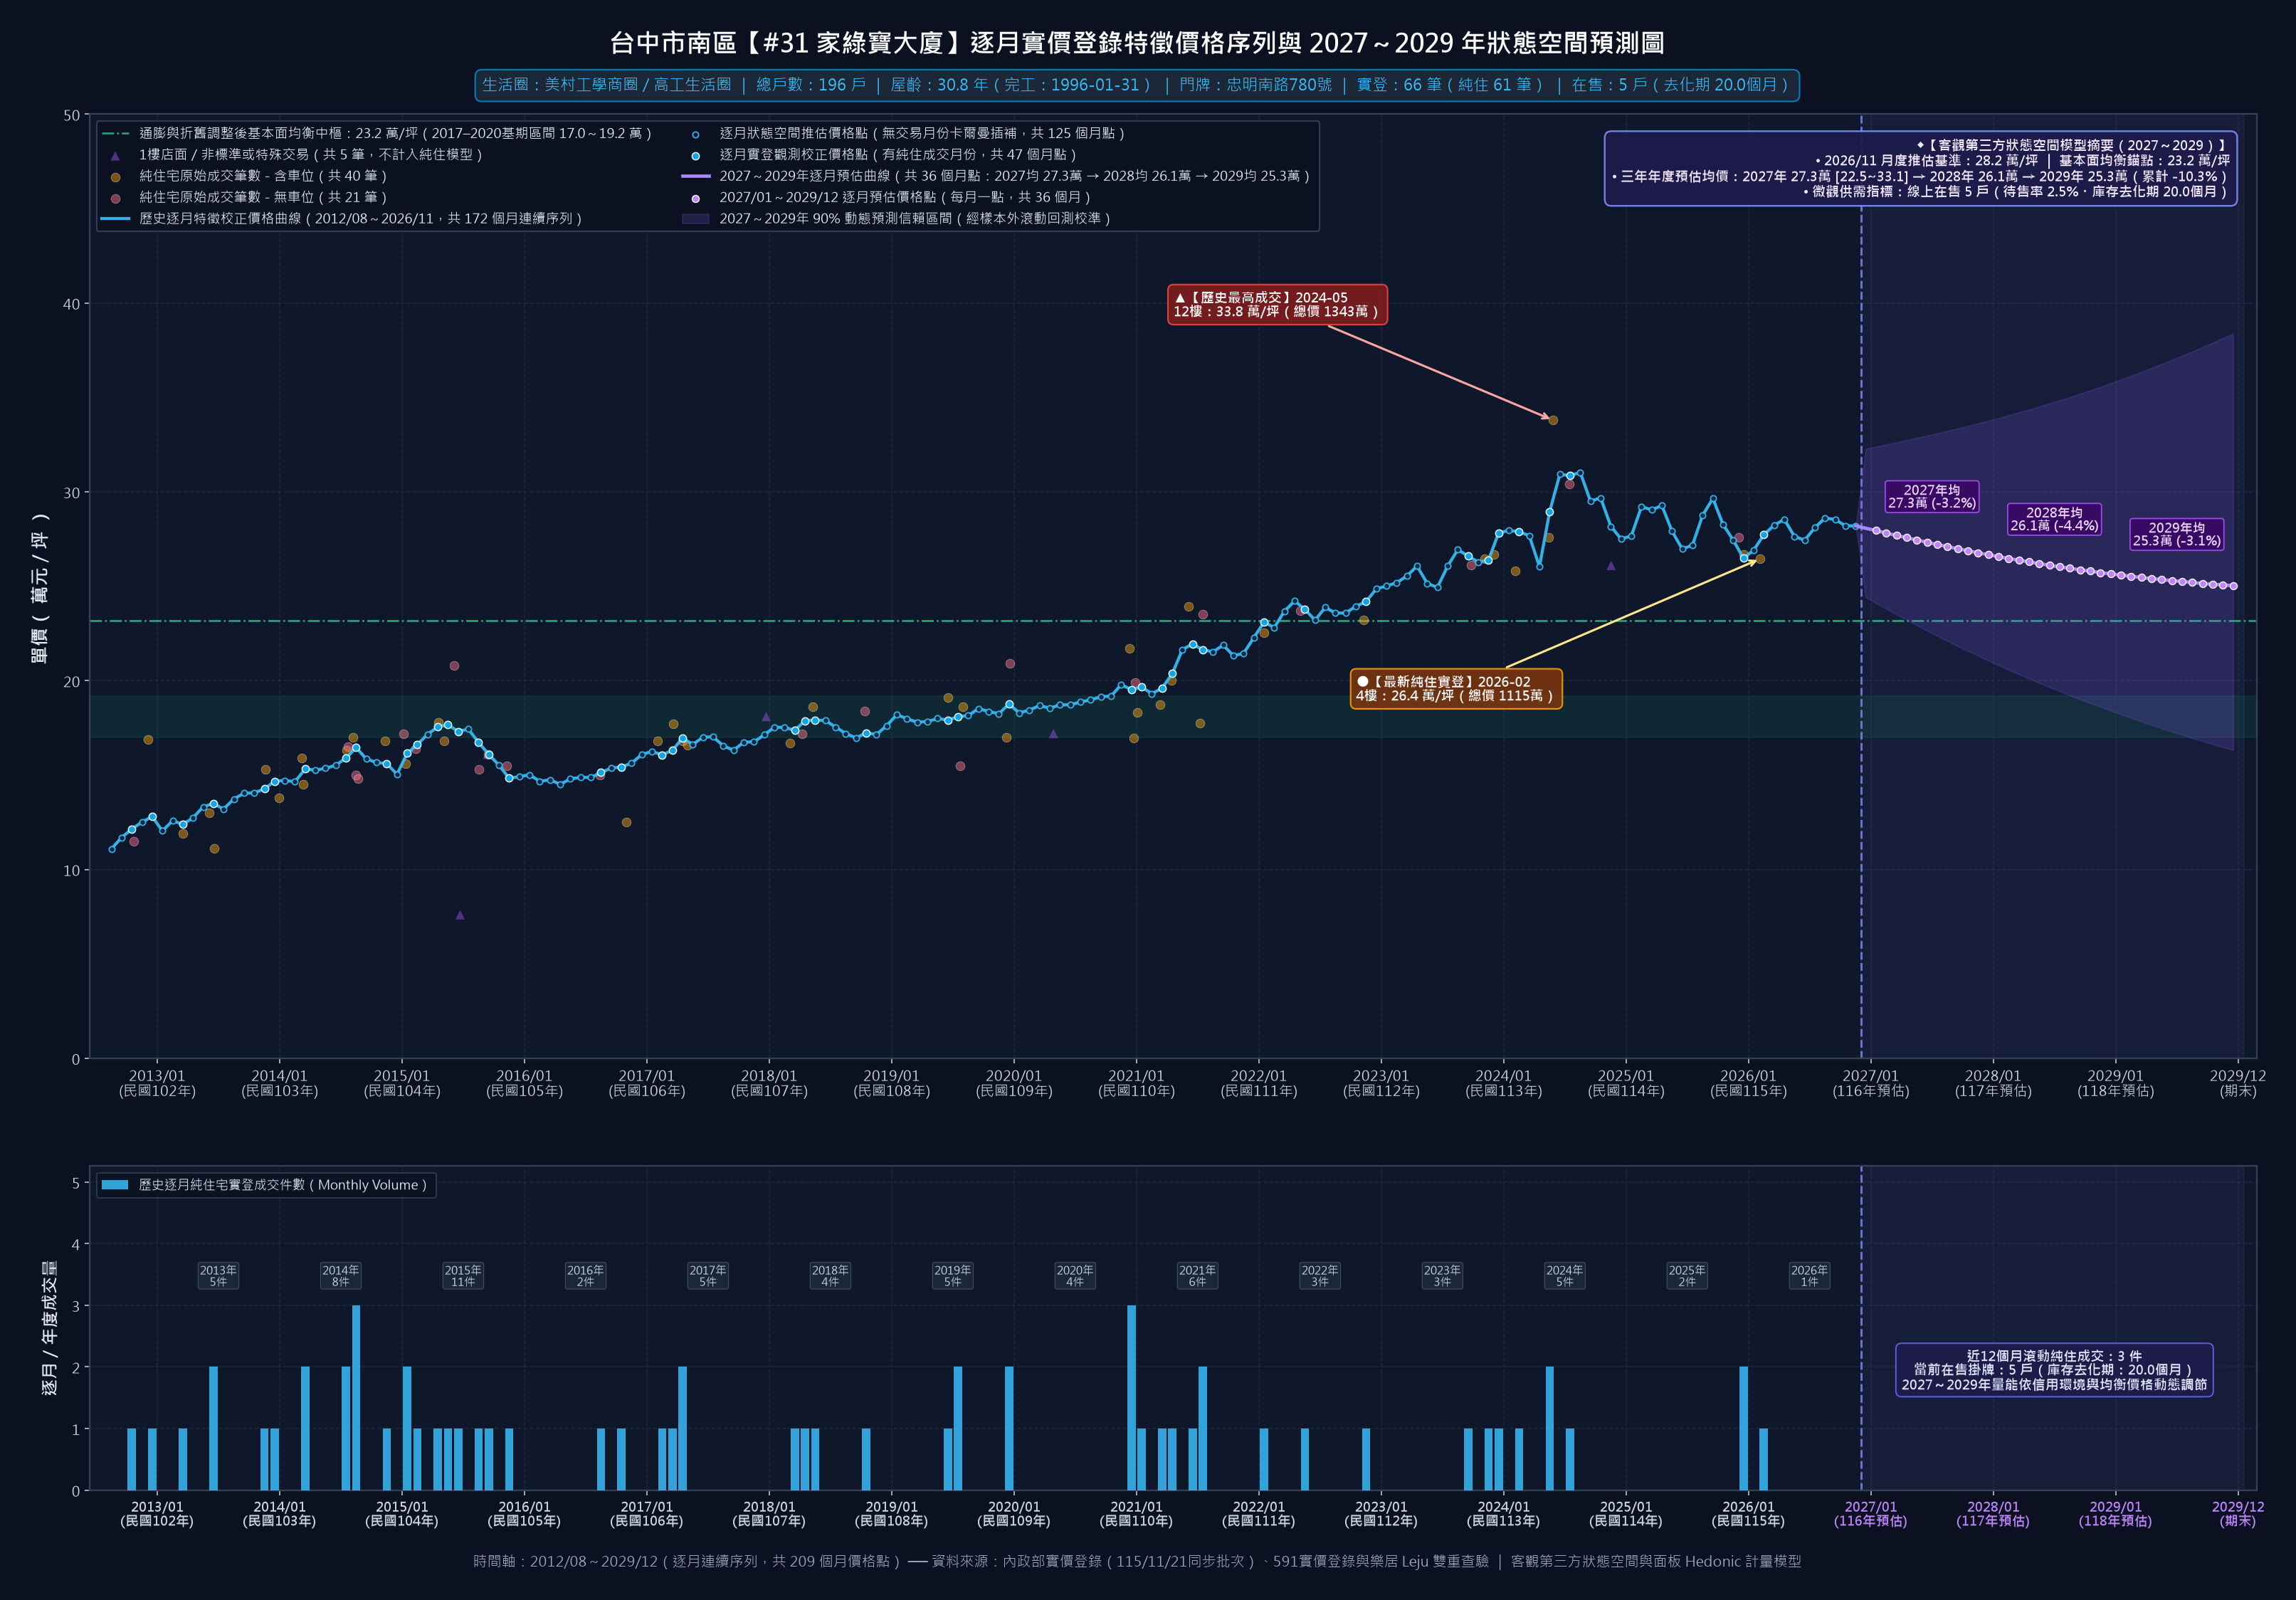 台中市南區【#31 家綠寶大廈】逐月實價登錄特徵價格序列與 2027～2029 年狀態空間預測圖
生活圈：美村工學商圈 / 高工生活圈 | 總戶數：196 戶 | 屋齡：30.8 年（完工：1996-01-31） | 門牌：忠明南路780號 | 實登：66 筆（純住 61 筆） | 在售：5 戶（去化期 20.0個月）
單價（萬元 / 坪）
50
40
30
20
10
0
通膨與折舊調整後基本面均衡中樞：23.2 萬/坪（2017–2020基期區間 17.0～19.2 萬）
1樓店面 / 非標準或特殊交易（共 5 筆，不計入純住模型）
純住宅原始成交筆數 - 含車位（共 40 筆）
純住宅原始成交筆數 - 無車位（共 21 筆）
歷史逐月特徵校正價格曲線（2012/08～2026/11，共 172 個月連續序列）
逐月狀態空間推估價格點（無交易月份卡爾曼插補，共 125 個月點）
逐月實登觀測校正價格點（有純住成交月份，共 47 個月點）
2027～2029年逐月預估曲線（共 36 個月點：2027均 27.3萬 → 2028均 26.1萬 → 2029均 25.3萬）
2027/01～2029/12 逐月預估價格點（每月一點，共 36 個月）
2027～2029年 90% 動態預測信賴區間（經樣本外滾動回測校準）
◆【客觀第三方狀態空間模型摘要（2027～2029）】
• 2026/11 月度推估基準：28.2 萬/坪 | 基本面均衡錨點：23.2 萬/坪
• 三年年度預估均價：2027年 27.3萬 [22.5~33.1] → 2028年 26.1萬 → 2029年 25.3萬（累計 -10.3%）
• 微觀供需指標：線上在售 5 戶（待售率 2.5%．庫存去化期 20.0個月）
▲【歷史最高成交】2024-05
12樓：33.8 萬/坪（總價 1343萬）
2027年均
27.3萬 (-3.2%)
2028年均
26.1萬 (-4.4%)
2029年均
25.3萬 (-3.1%)
●【最新純住實登】2026-02
4樓：26.4 萬/坪（總價 1115萬）
2013/01 2014/01 2015/01 2016/01 2017/01 2018/01 2019/01 2020/01 2021/01 2022/01 2023/01 2024/01 2025/01 2026/01 2027/01 2028/01 2029/01 2029/12
(民國102年) (民國103年) (民國104年) (民國105年) (民國106年) (民國107年) (民國108年) (民國109年) (民國110年) (民國111年) (民國112年) (民國113年) (民國114年) (民國115年) (116年預估) (117年預估) (118年預估) (期末)
逐月 / 年度成交量
5
4
3
2
1
0
歷史逐月純住宅實登成交件數（Monthly Volume）
2013年 2014年 2015年 2016年 2017年 2018年 2019年 2020年 2021年 2022年 2023年 2024年 2025年 2026年
5件 8件 11件 2件 5件 4件 5件 4件 6件 3件 3件 5件 2件 1件
近12個月滾動純住成交：3 件
當前在售掛牌：5 戶（庫存去化期：20.0個月）
2027～2029年量能依信用環境與均衡價格動態調節
2013/01 2014/01 2015/01 2016/01 2017/01 2018/01 2019/01 2020/01 2021/01 2022/01 2023/01 2024/01 2025/01 2026/01 2027/01 2028/01 2029/01 2029/12
(民國102年) (民國103年) (民國104年) (民國105年) (民國106年) (民國107年) (民國108年) (民國109年) (民國110年) (民國111年) (民國112年) (民國113年) (民國114年) (民國115年) (116年預估) (117年預估) (118年預估) (期末)
時間軸：2012/08～2029/12（逐月連續序列，共 209 個月價格點） ── 資料來源：內政部實價登錄（115/11/21同步批次）、591實價登錄與樂居 Leju 雙重查驗 | 客觀第三方狀態空間與面板 Hedonic 計量模型